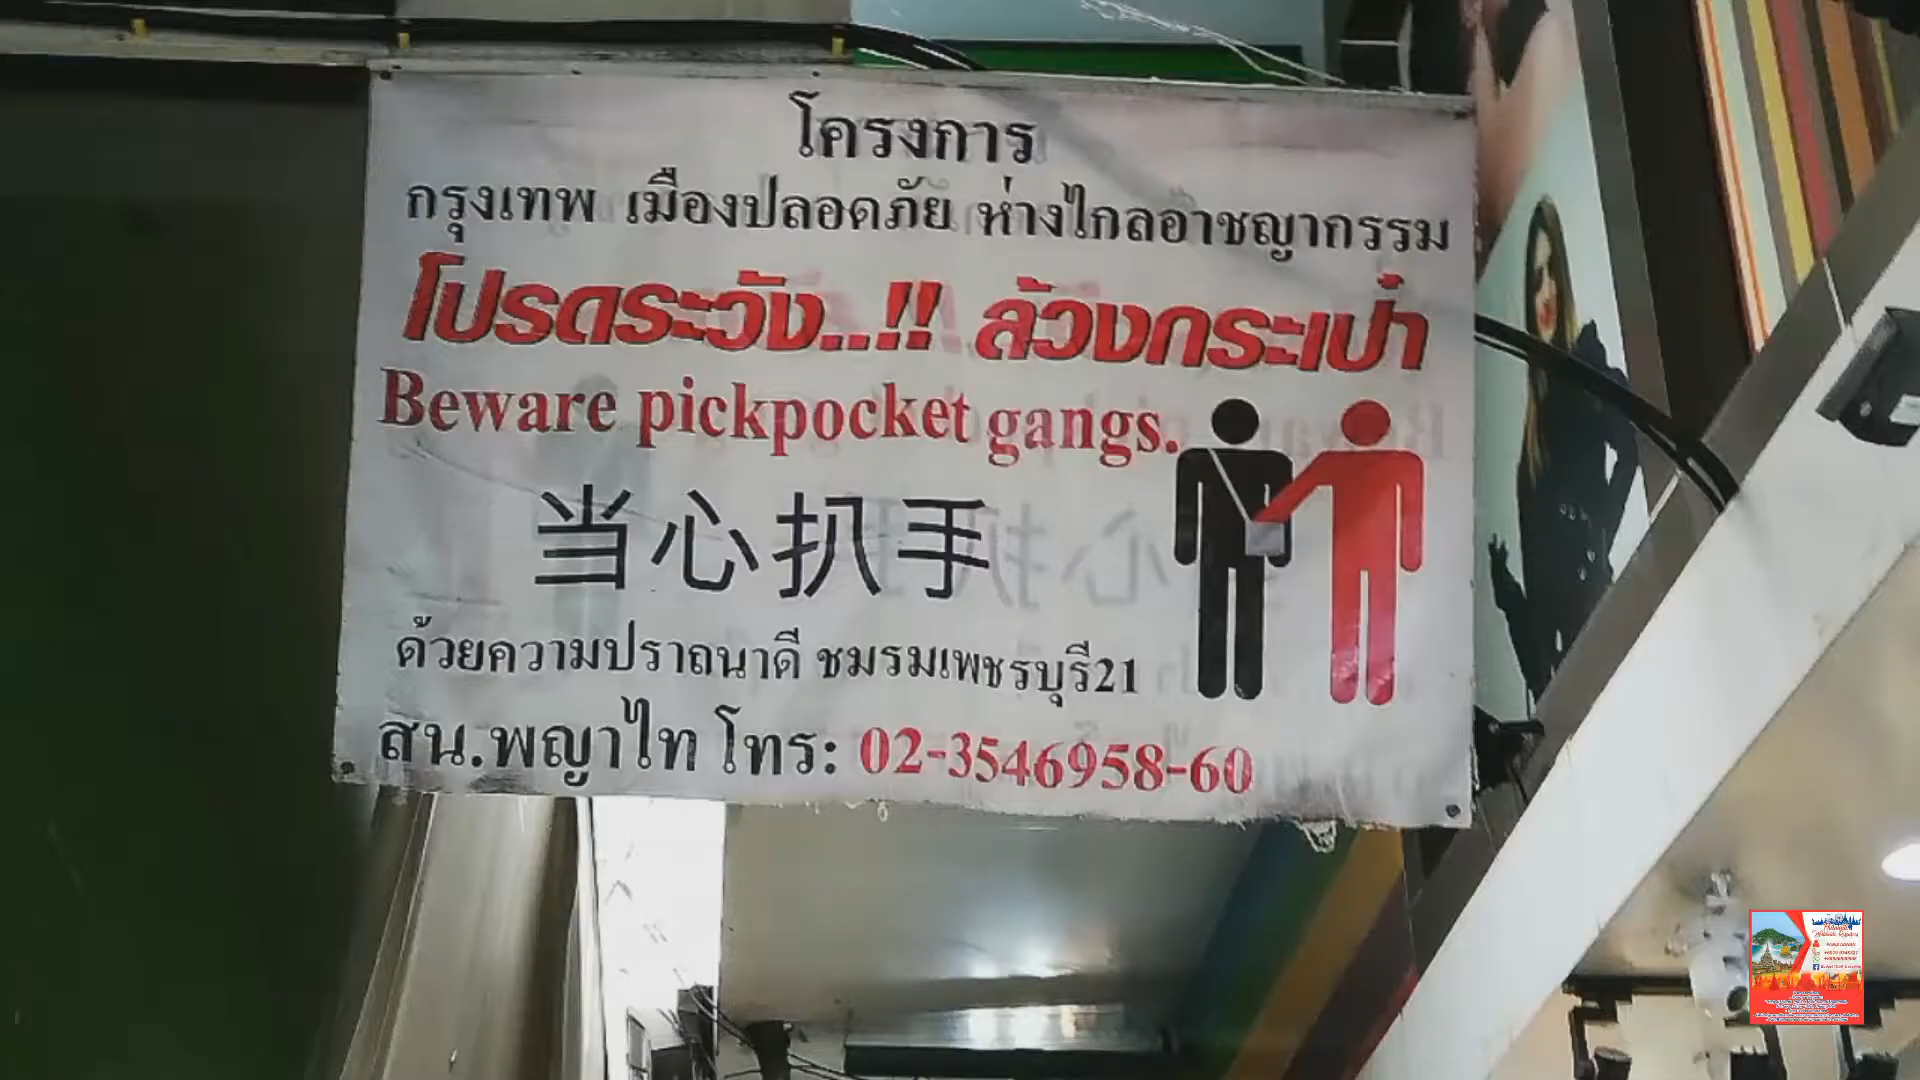 โครงการ
กรุงเทพ เมืองปลอดภัย ห่างไกลอาชญากรรม
โปรดระวัง..!! ล้วงกระเป๋า
Beware pickpocket gangs.
当心扒手
ด้วยความปราถนาดี ชมรมเพชรบุรี21
สน.พญาไท โทร: 02-3546958-60